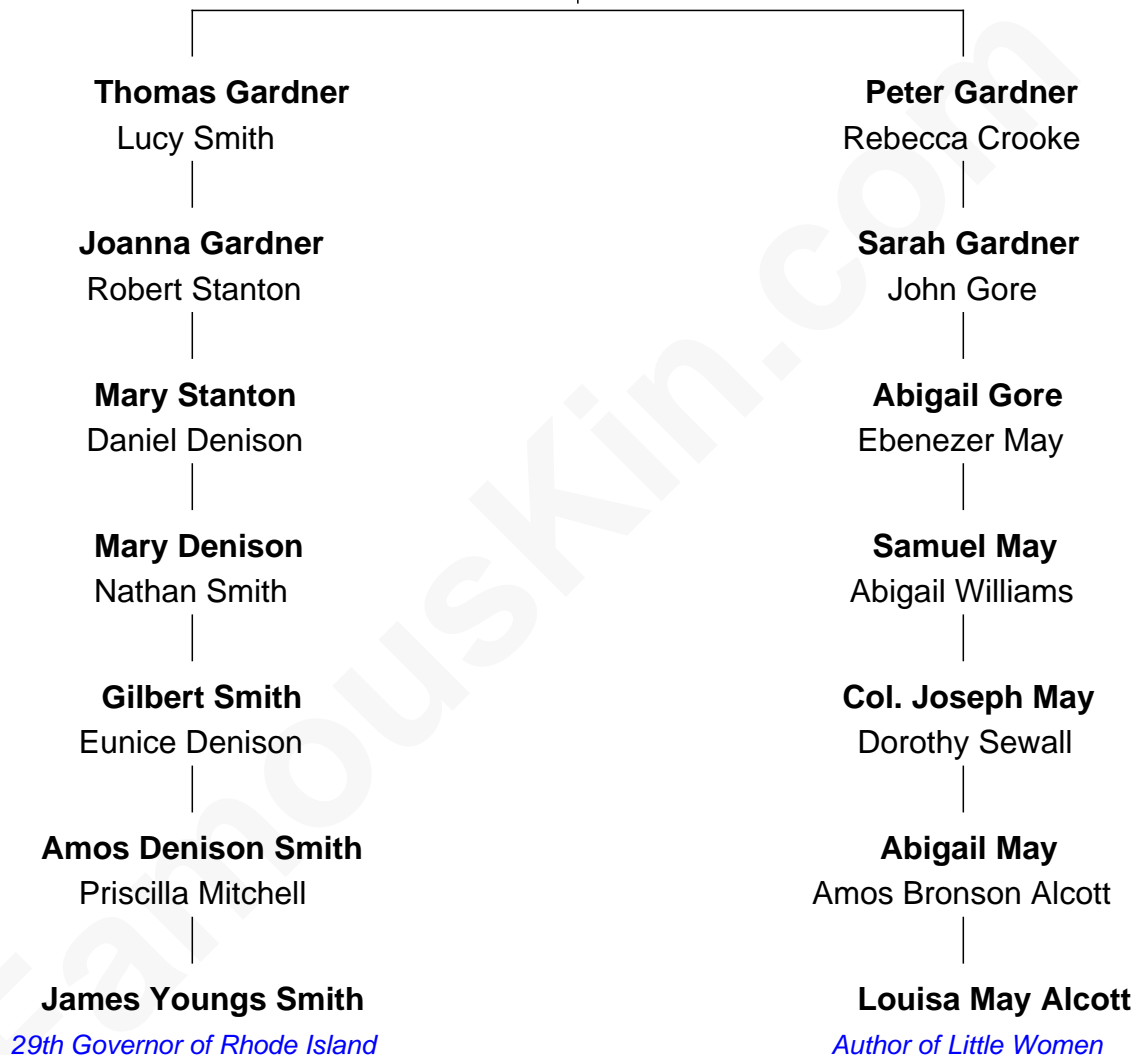 Thomas Gardner
Lucy Smith
Peter Gardner
Rebecca Crooke
Joanna Gardner
Robert Stanton
Sarah Gardner
John Gore
Mary Stanton
Daniel Denison
Abigail Gore
Ebenezer May
Mary Denison
Nathan Smith
Samuel May
Abigail Williams
Gilbert Smith
Eunice Denison
Col. Joseph May
Dorothy Sewall
Amos Denison Smith
Priscilla Mitchell
Abigail May
Amos Bronson Alcott
James Youngs Smith
29th Governor of Rhode Island
Louisa May Alcott
Author of Little Women
FamousKin.com